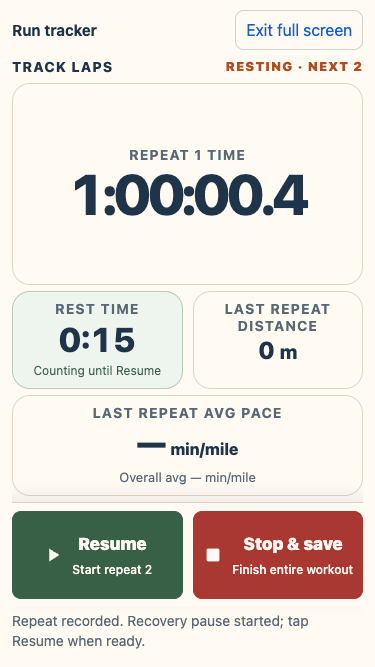 Run tracker
Exit full screen
TRACK LAPS
RESTING · NEXT 2
REPEAT 1 TIME
1:00:00.4
REST TIME
0:15
Counting until Resume
LAST REPEAT
DISTANCE
0 m
LAST REPEAT AVG PACE
— min/mile
Overall avg — min/mile
Resume
Start repeat 2
Stop & save
Finish entire workout
Repeat recorded. Recovery pause started; tap
Resume when ready.